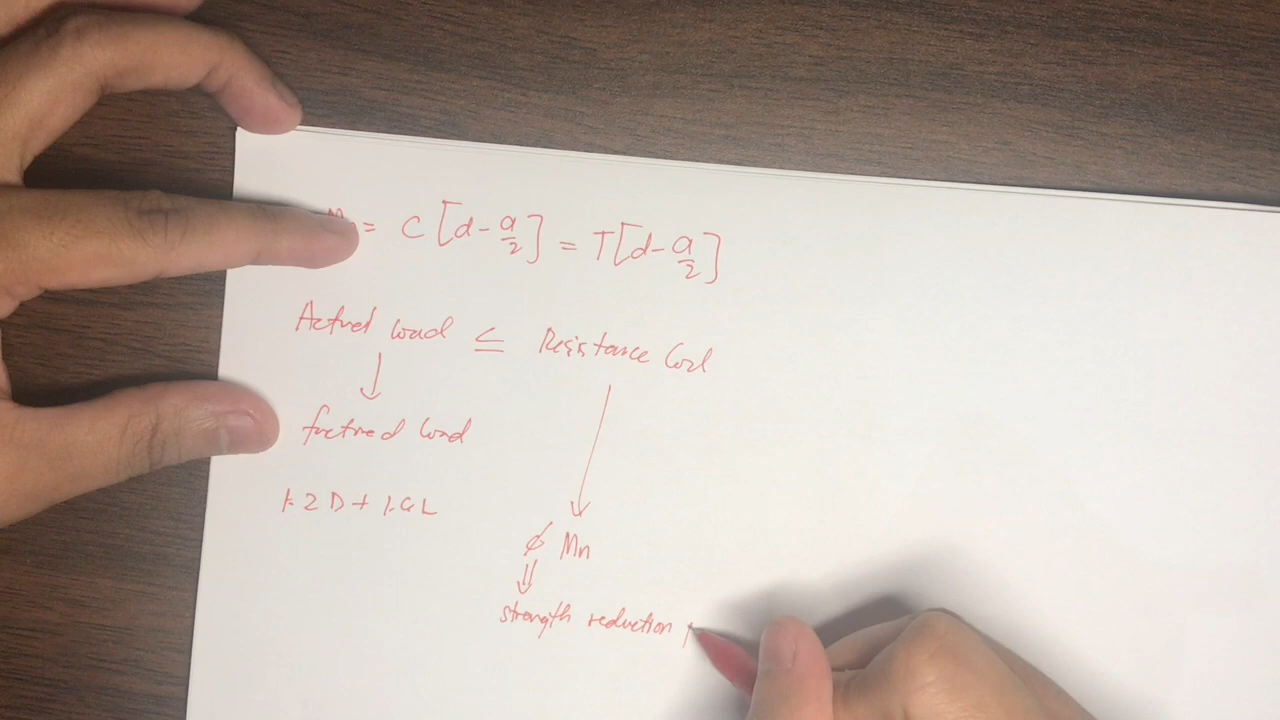 = C [d - a/2] = T [d - a/2]
Actual load ≤ Resistance load
↓
factored load
1.2D + 1.6L
ϕ Mn
⇓
strength reduction